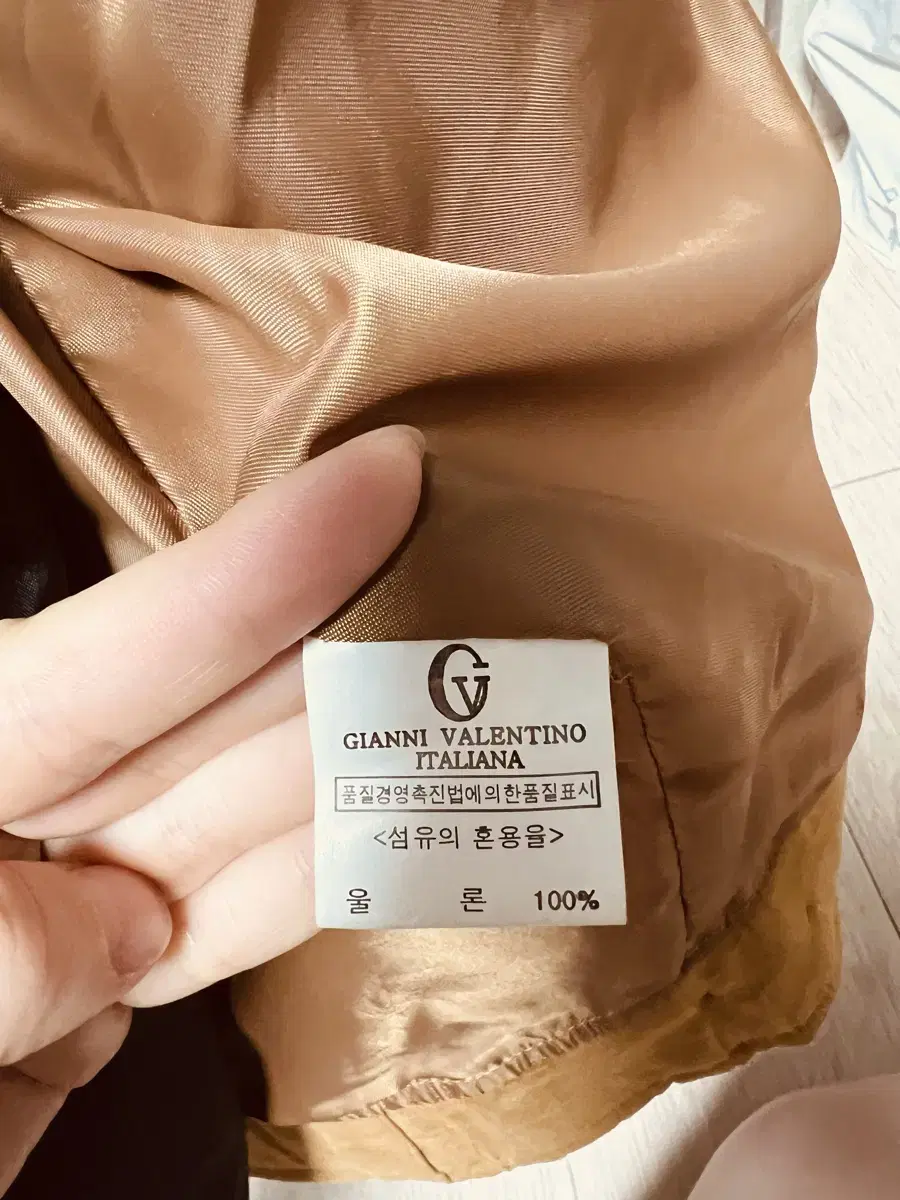 GV
GIANNI VALENTINO
ITALIANA
품질경영촉진법에의한품질표시
<섬유의 혼용율>
울 론 100%